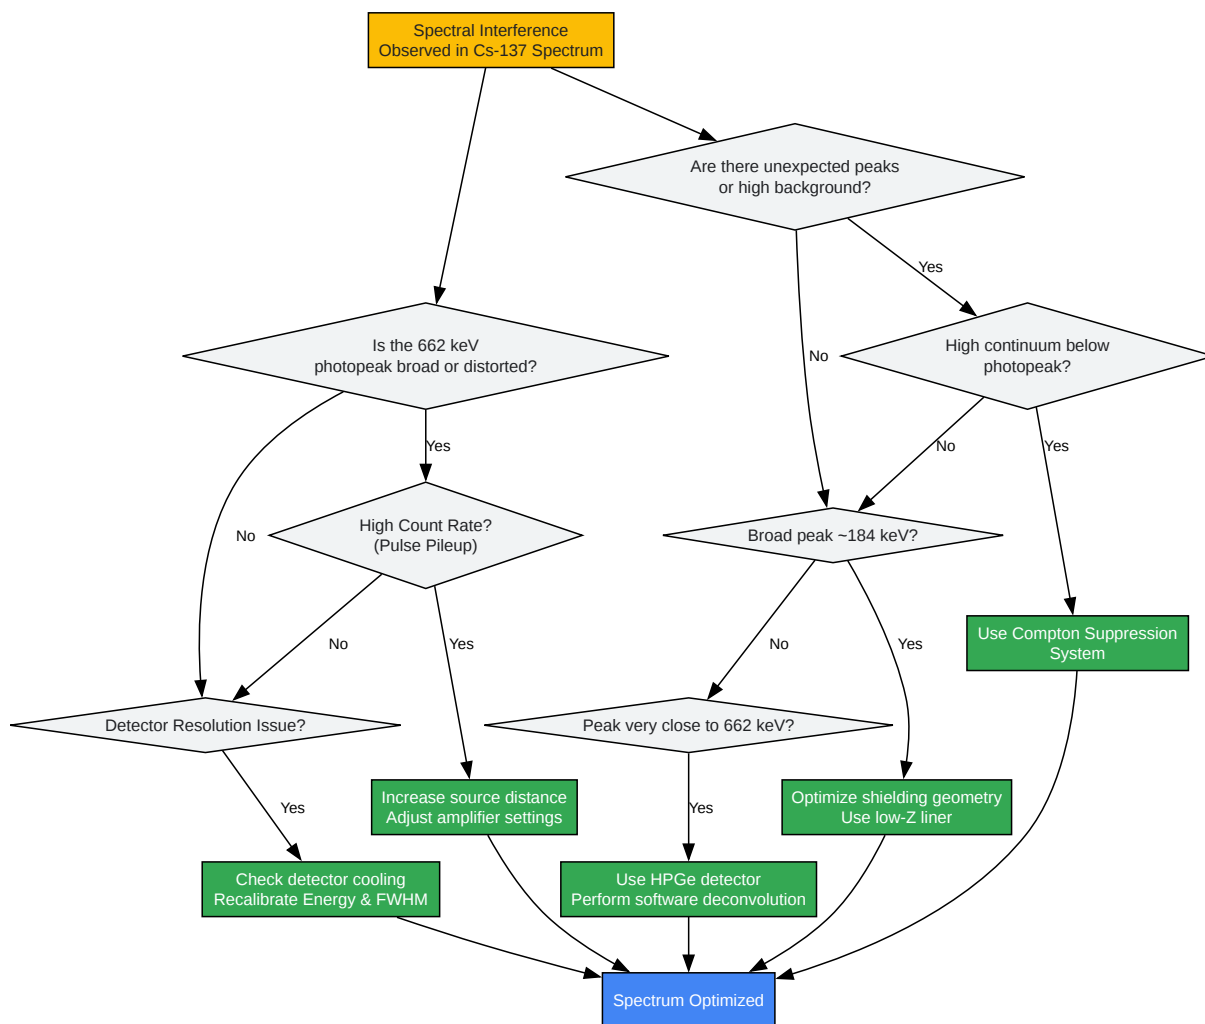 Spectral Interference
Observed in Cs-137 Spectrum
Are there unexpected peaks
or high background?
Yes
Is the 662 keV
photopeak broad or distorted?
No
High continuum below
photopeak?
Yes
No
Yes
High Count Rate?
(Pulse Pileup)
No
Broad peak ~184 keV?
No
Yes
No
Yes
Use Compton Suppression
System
Detector Resolution Issue?
Peak very close to 662 keV?
Yes
Increase source distance
Adjust amplifier settings
Yes
Optimize shielding geometry
Use low-Z liner
Check detector cooling
Recalibrate Energy & FWHM
Use HPGe detector
Perform software deconvolution
Spectrum Optimized